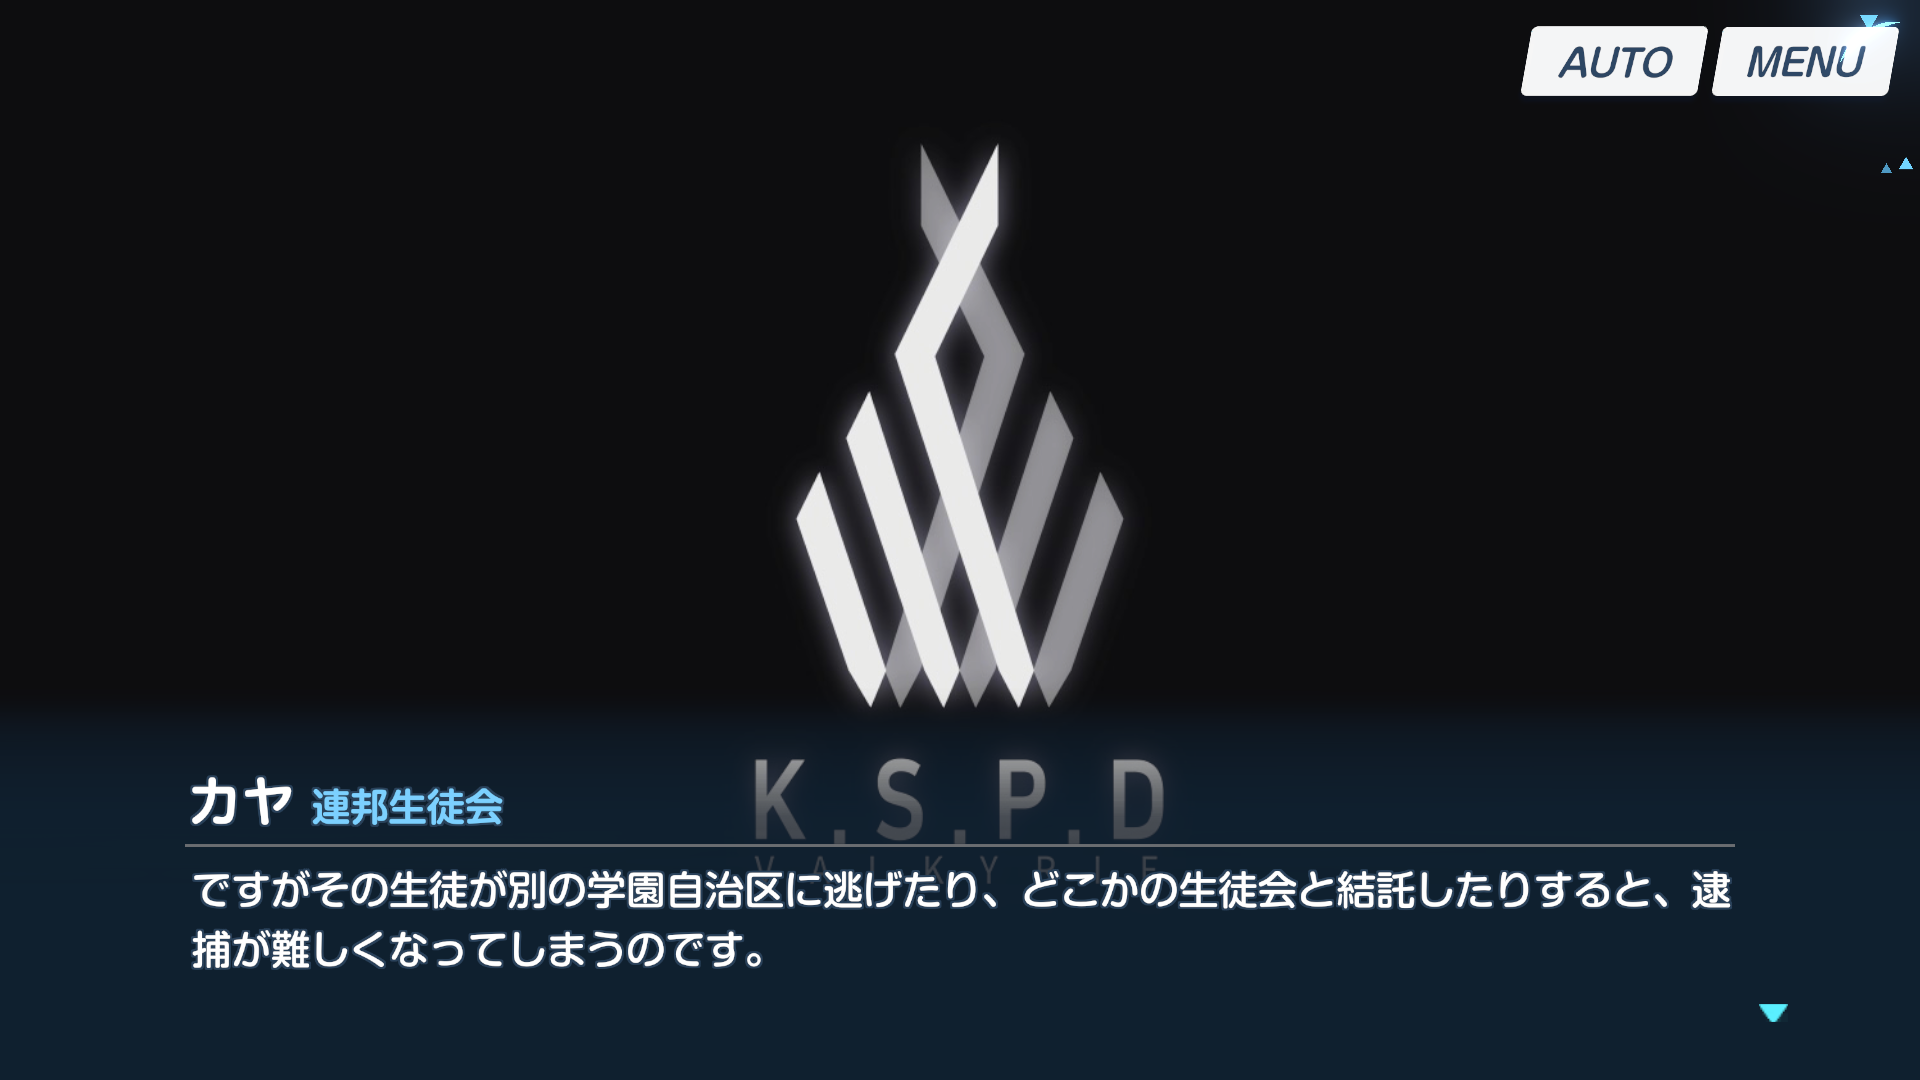 AUTO
MENU
K.S.P.D
VALKYRIE
カヤ 連邦生徒会
ですがその生徒が別の学園自治区に逃げたり、どこかの生徒会と結託したりすると、逮
捕が難しくなってしまうのです。